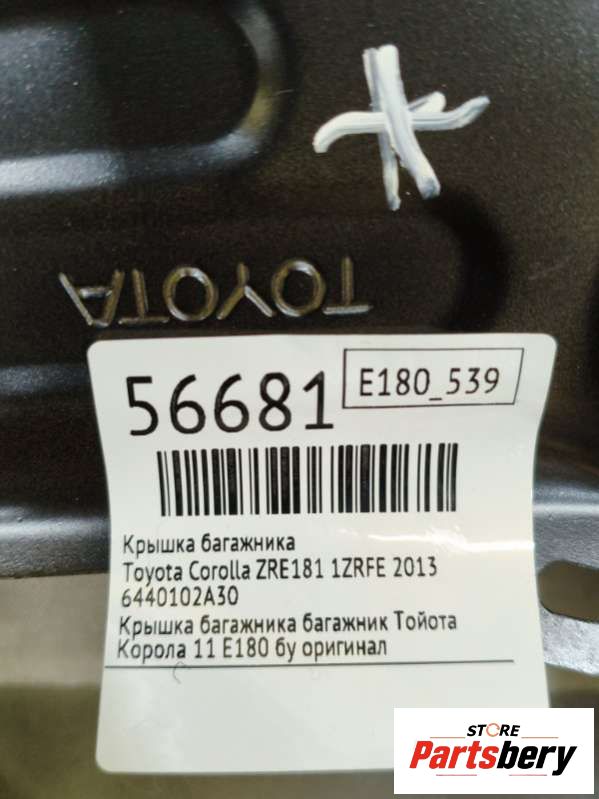 TOYOTA
56681
E180_539
Крышка багажника
Toyota Corolla ZRE181 1ZRFE 2013
6440102A30
Крышка багажника багажник Тойота
Корола 11 E180 бу оригинал
STORE
Partsbery